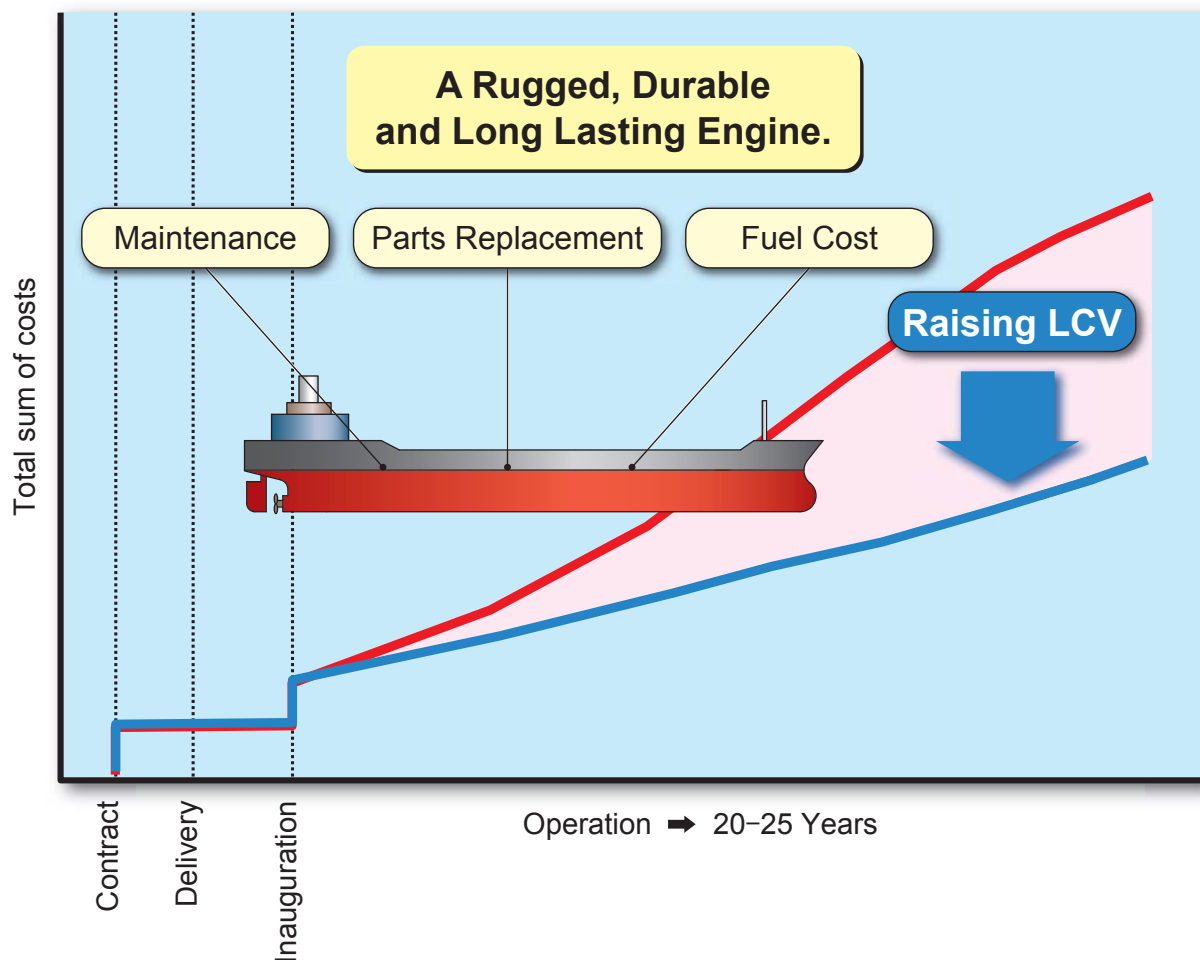 A Rugged, Durable
and Long Lasting Engine.
Maintenance
Parts Replacement
Fuel Cost
Raising LCV
Total sum of costs
Contract
Delivery
Inauguration
Operation ➡ 20–25 Years